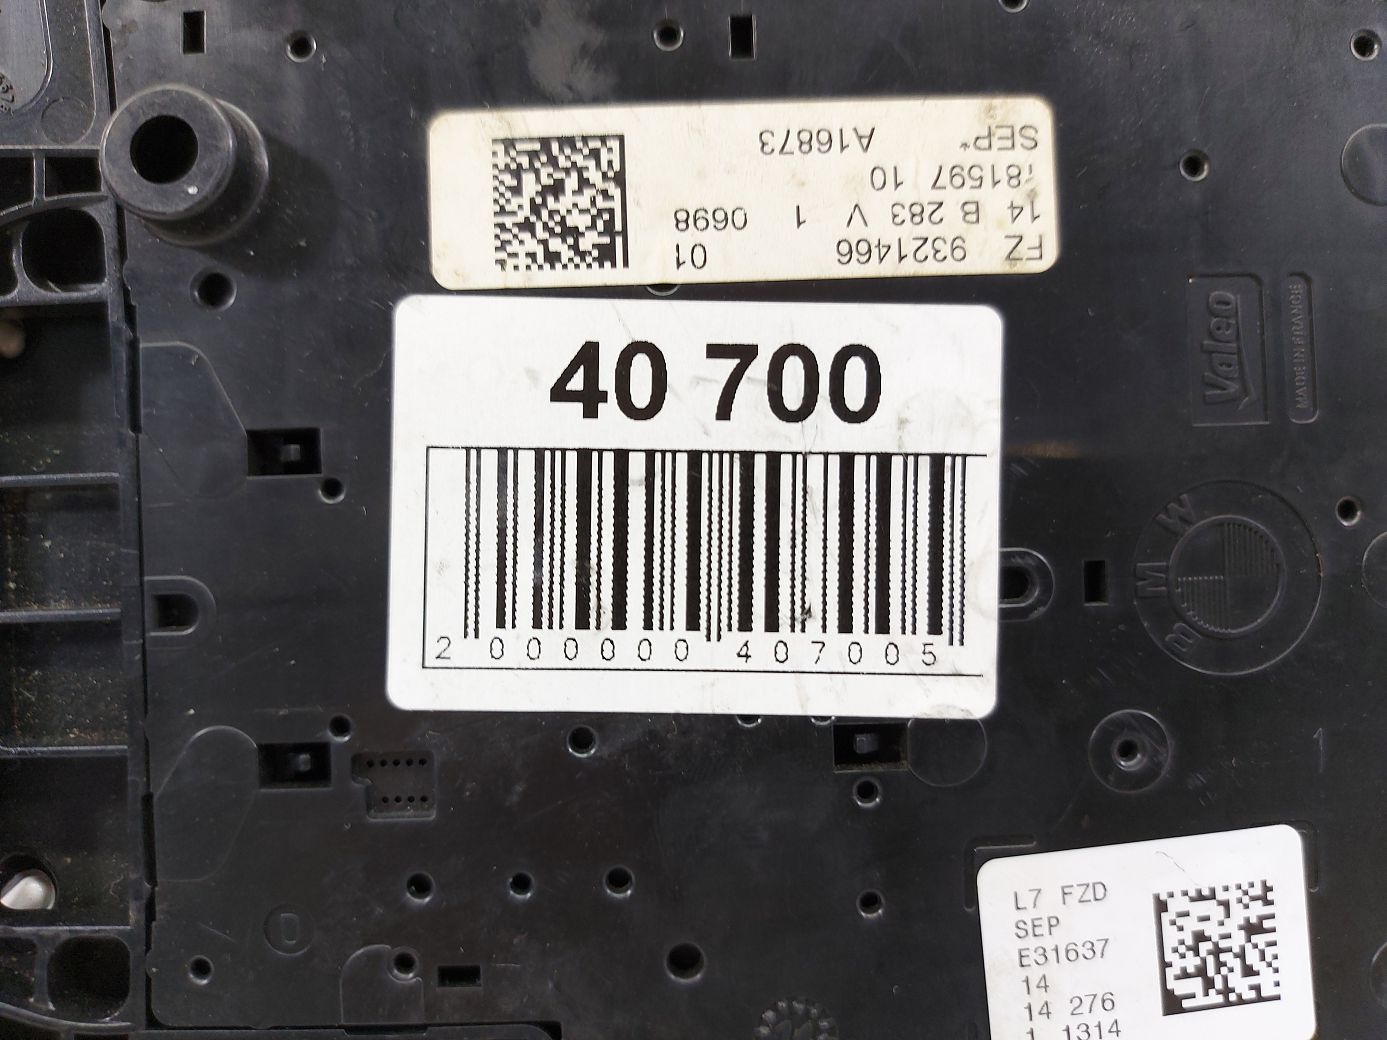 FZ 9321466 01
14 B 283 V 1 0698
81597 10
SEP* A16873
40 700
2 000000 407005
Valeo
MADE IN FRANCE
BMW
1
L7 FZD
SEP
E31637
14
14 276
1 1314